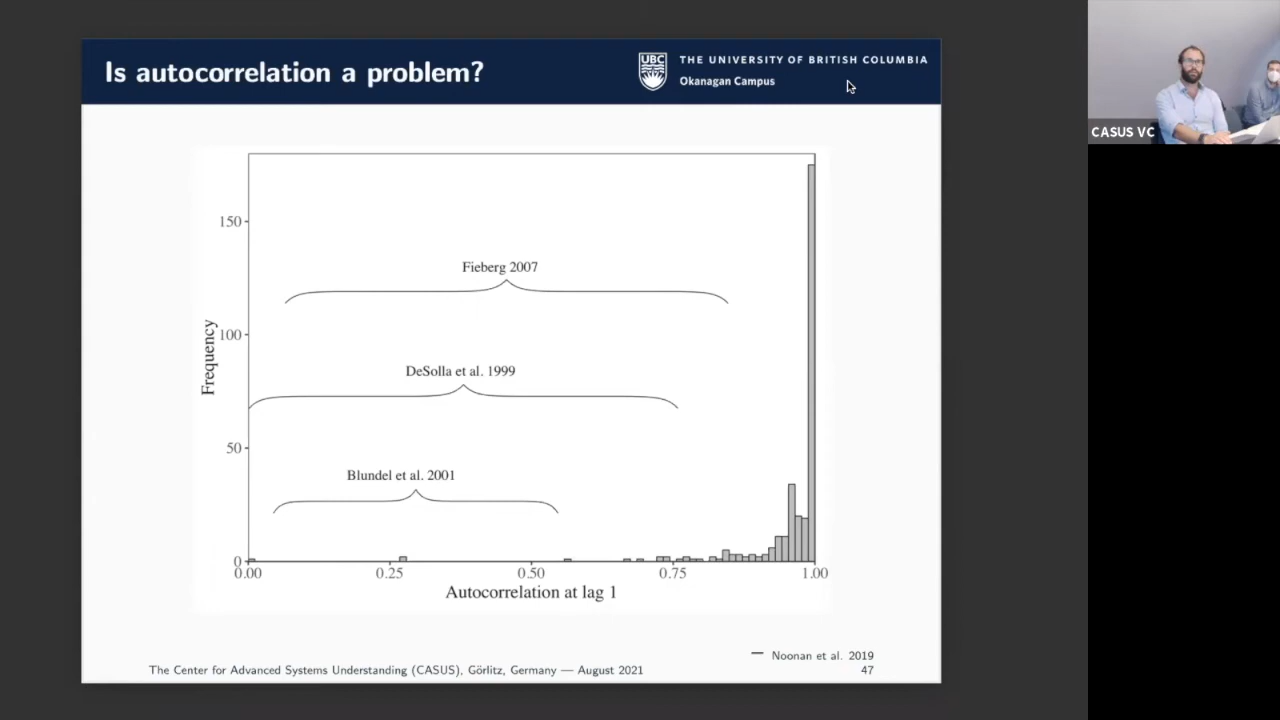 Is autocorrelation a problem?
UBC
THE UNIVERSITY OF BRITISH COLUMBIA
Okanagan Campus
CASUS VC
Frequency
150
100
50
0
Fieberg 2007
DeSolla et al. 1999
Blundel et al. 2001
0.00 0.25 0.50 0.75 1.00
Autocorrelation at lag 1
— Noonan et al. 2019
The Center for Advanced Systems Understanding (CASUS), Görlitz, Germany — August 2021 47